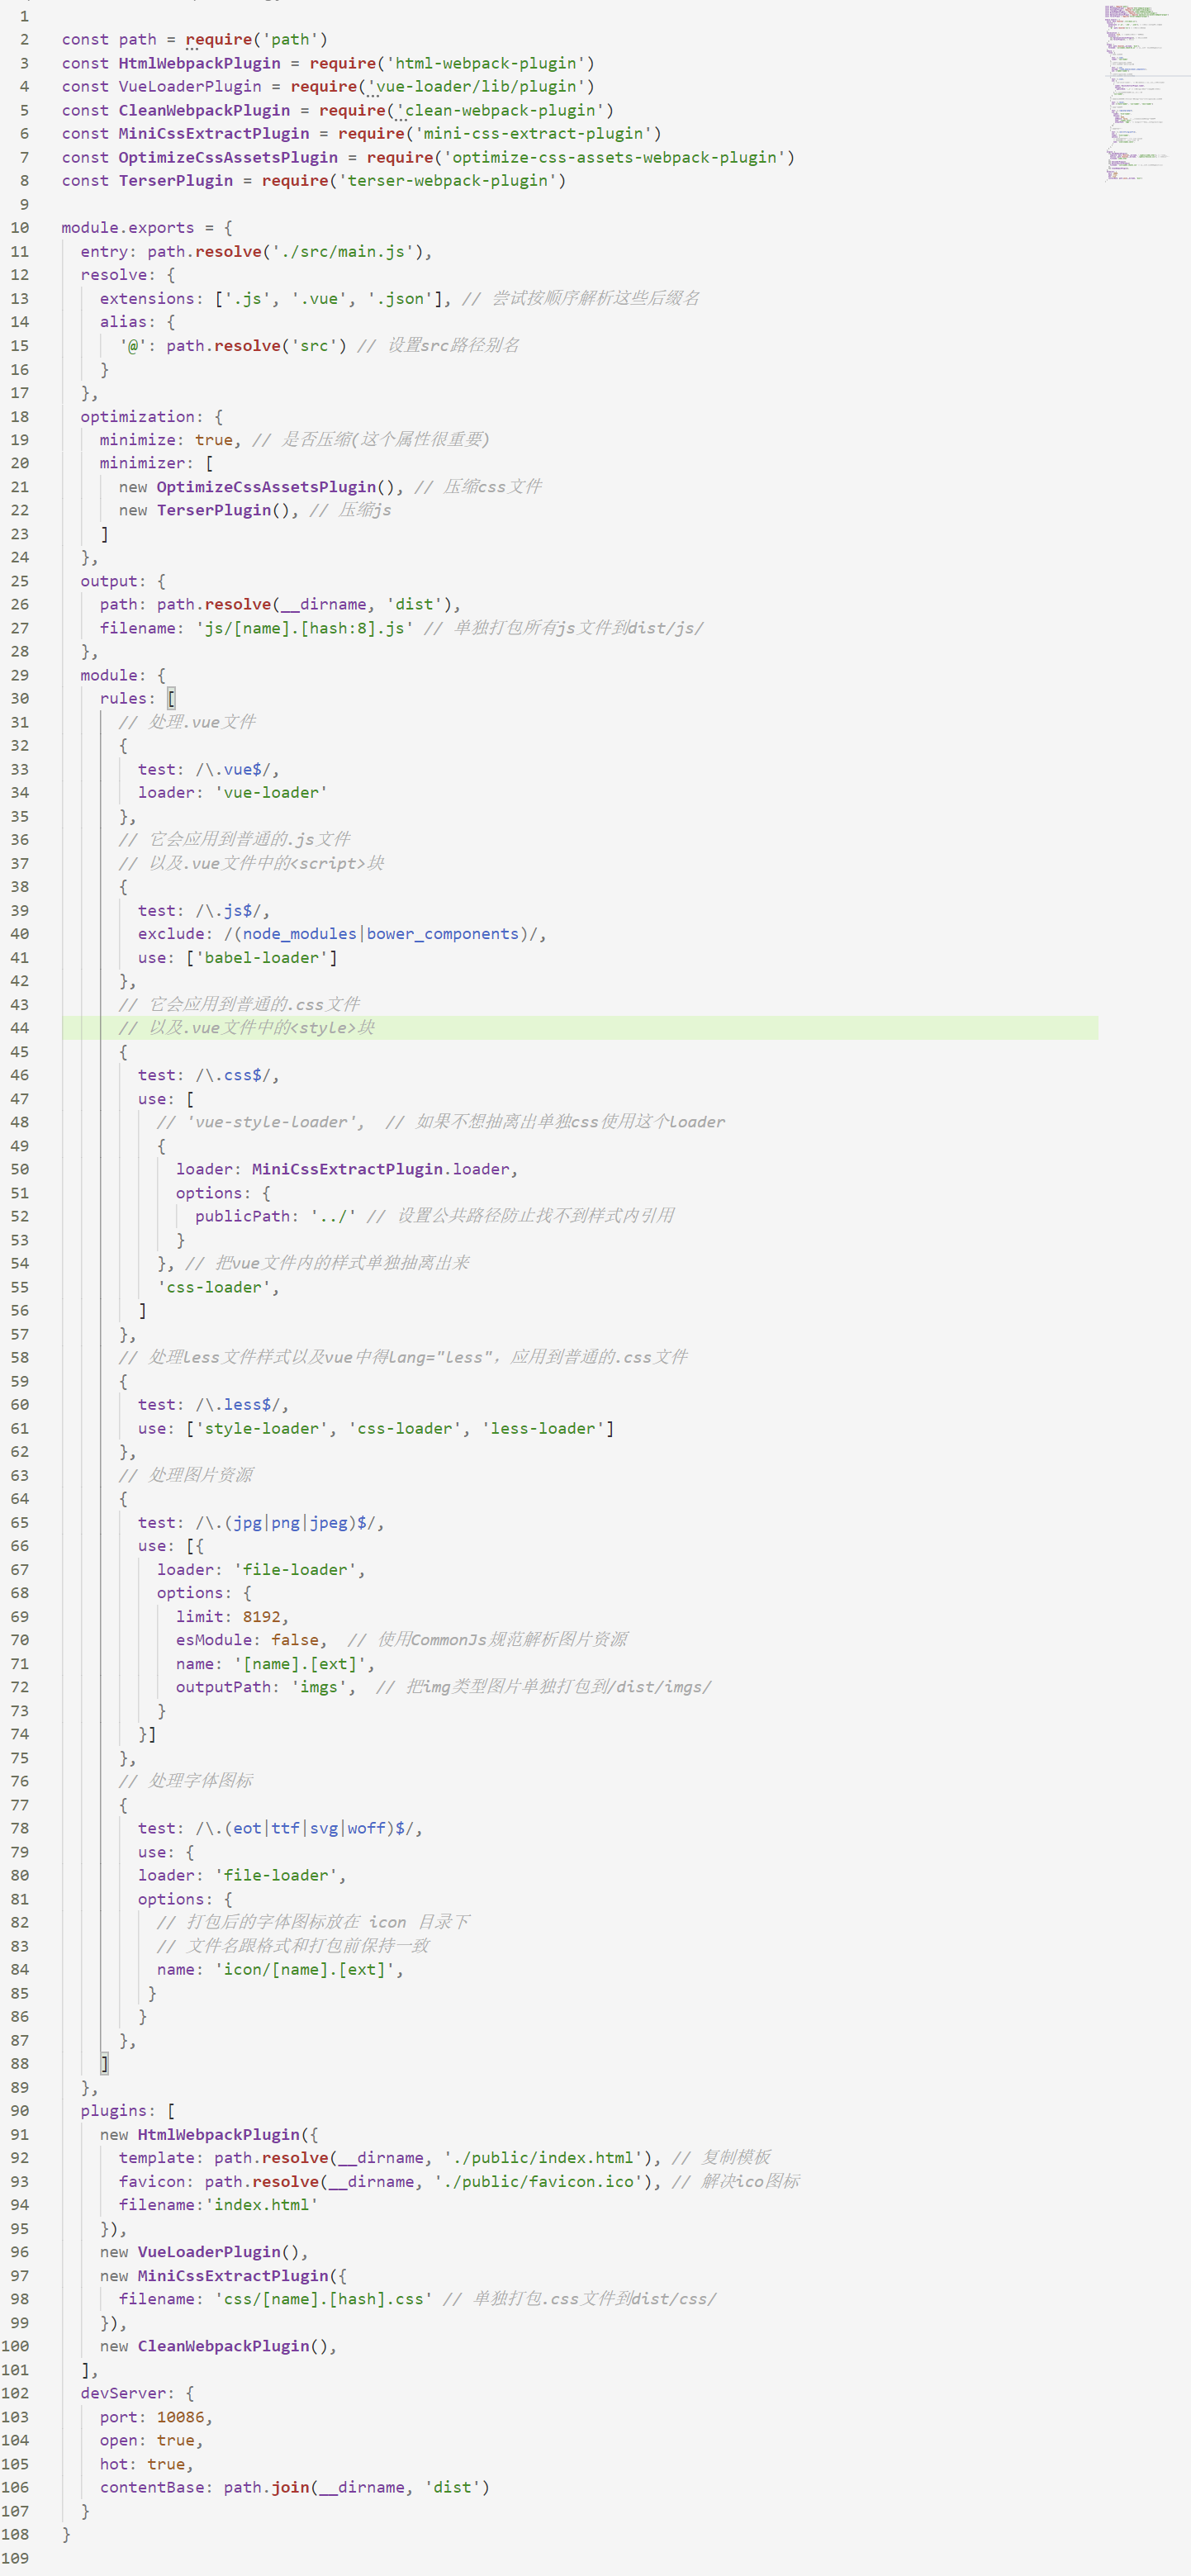 1
2 const path = require('path')
3 const HtmlWebpackPlugin = require('html-webpack-plugin')
4 const VueLoaderPlugin = require('vue-loader/lib/plugin')
5 const CleanWebpackPlugin = require('clean-webpack-plugin')
6 const MiniCssExtractPlugin = require('mini-css-extract-plugin')
7 const OptimizeCssAssetsPlugin = require('optimize-css-assets-webpack-plugin')
8 const TerserPlugin = require('terser-webpack-plugin')
9
10 module.exports = {
11   entry: path.resolve('./src/main.js'),
12   resolve: {
13     extensions: ['.js', '.vue', '.json'], // 尝试按顺序解析这些后缀名
14     alias: {
15       '@': path.resolve('src') // 设置src路径别名
16     }
17   },
18   optimization: {
19     minimize: true, // 是否压缩(这个属性很重要)
20     minimizer: [
21       new OptimizeCssAssetsPlugin(), // 压缩css文件
22       new TerserPlugin(), // 压缩js
23     ]
24   },
25   output: {
26     path: path.resolve(__dirname, 'dist'),
27     filename: 'js/[name].[hash:8].js' // 单独打包所有js文件到dist/js/
28   },
29   module: {
30     rules: [
31       // 处理.vue文件
32       {
33         test: /\.vue$/,
34         loader: 'vue-loader'
35       },
36       // 它会应用到普通的.js文件
37       // 以及.vue文件中的<script>块
38       {
39         test: /\.js$/,
40         exclude: /(node_modules|bower_components)/,
41         use: ['babel-loader']
42       },
43       // 它会应用到普通的.css文件
44       // 以及.vue文件中的<style>块
45       {
46         test: /\.css$/,
47         use: [
48           // 'vue-style-loader',  // 如果不想抽离出单独css使用这个loader
49           {
50             loader: MiniCssExtractPlugin.loader,
51             options: {
52               publicPath: '../' // 设置公共路径防止找不到样式内引用
53             }
54           }, // 把vue文件内的样式单独抽离出来
55           'css-loader',
56         ]
57       },
58       // 处理less文件样式以及vue中得lang="less"，应用到普通的.css文件
59       {
60         test: /\.less$/,
61         use: ['style-loader', 'css-loader', 'less-loader']
62       },
63       // 处理图片资源
64       {
65         test: /\.(jpg|png|jpeg)$/,
66         use: [{
67           loader: 'file-loader',
68           options: {
69             limit: 8192,
70             esModule: false,  // 使用CommonJs规范解析图片资源
71             name: '[name].[ext]',
72             outputPath: 'imgs',  // 把img类型图片单独打包到/dist/imgs/
73           }
74         }]
75       },
76       // 处理字体图标
77       {
78         test: /\.(eot|ttf|svg|woff)$/,
79         use: {
80         loader: 'file-loader',
81         options: {
82           // 打包后的字体图标放在 icon 目录下
83           // 文件名跟格式和打包前保持一致
84           name: 'icon/[name].[ext]',
85          }
86         }
87       },
88     ]
89   },
90   plugins: [
91     new HtmlWebpackPlugin({
92       template: path.resolve(__dirname, './public/index.html'), // 复制模板
93       favicon: path.resolve(__dirname, './public/favicon.ico'), // 解决ico图标
94       filename:'index.html'
95     }),
96     new VueLoaderPlugin(),
97     new MiniCssExtractPlugin({
98       filename: 'css/[name].[hash].css' // 单独打包.css文件到dist/css/
99     }),
100     new CleanWebpackPlugin(),
101   ],
102   devServer: {
103     port: 10086,
104     open: true,
105     hot: true,
106     contentBase: path.join(__dirname, 'dist')
107   }
108 }
109